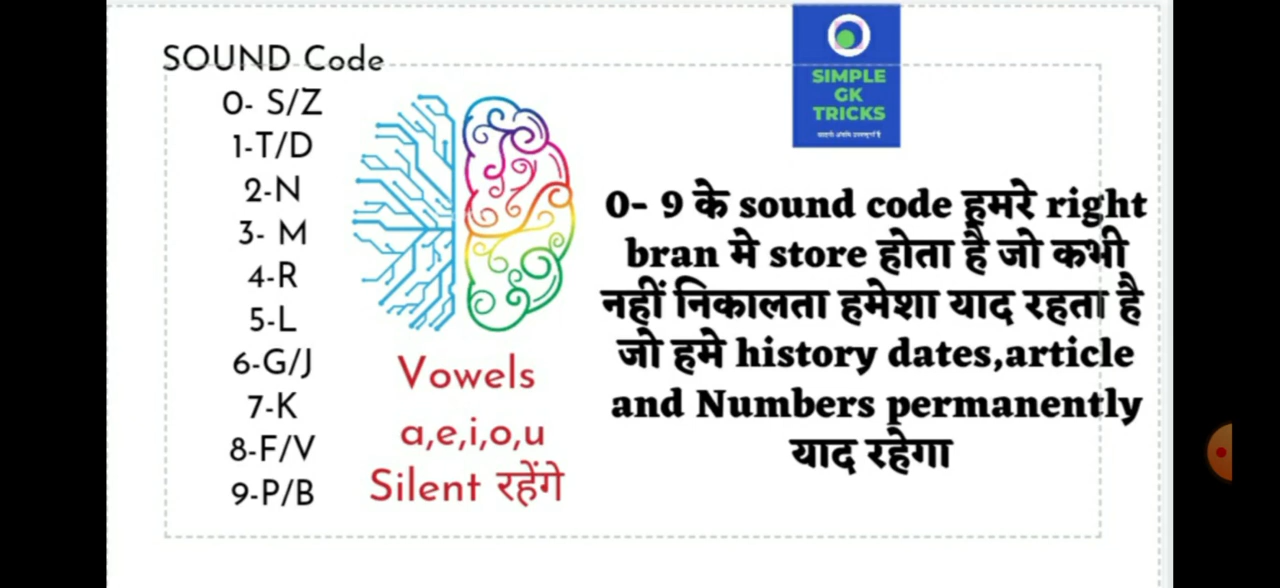 SOUND Code
0- S/Z
1-T/D
2-N
3- M
4-R
5-L
6-G/J
7-K
8-F/V
9-P/B
Vowels
a,e,i,o,u
Silent रहेंगे
SIMPLE
GK
TRICKS
0- 9 के sound code हमरे right
bran मे store होता है जो कभी
नहीं निकालता हमेशा याद रहता है
जो हमे history dates,article
and Numbers permanently
याद रहेगा